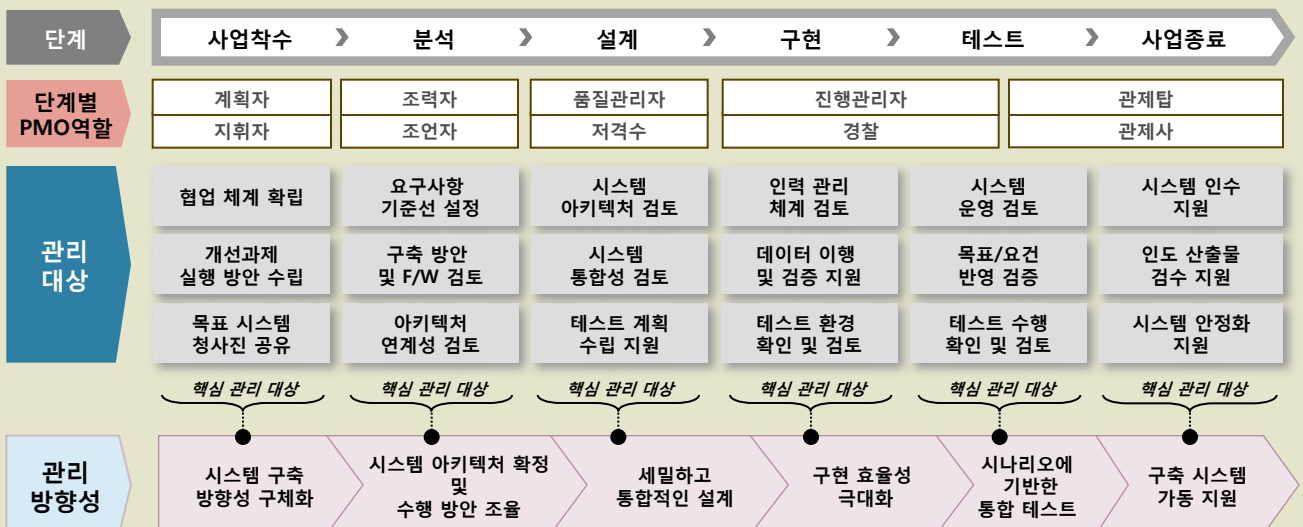 단계
사업착수
분석
설계
구현
테스트
사업종료
단계별
PMO역할
계획자
조력자
품질관리자
진행관리자
관제탑
지휘자
조언자
저격수
경찰
관제사
관리
대상
협업 체계 확립
요구사항
기준선 설정
시스템
아키텍처 검토
인력 관리
체계 검토
시스템
운영 검토
시스템 인수
지원
개선과제
실행 방안 수립
구축 방안
및 F/W 검토
시스템
통합성 검토
데이터 이행
및 검증 지원
목표/요건
반영 검증
인도 산출물
검수 지원
목표 시스템
청사진 공유
아키텍처
연계성 검토
테스트 계획
수립 지원
테스트 환경
확인 및 검토
테스트 수행
확인 및 검토
시스템 안정화
지원
핵심 관리 대상
핵심 관리 대상
핵심 관리 대상
핵심 관리 대상
핵심 관리 대상
핵심 관리 대상
관리
방향성
시스템 구축
방향성 구체화
시스템 아키텍처 확정
및
수행 방안 조율
세밀하고
통합적인 설계
구현 효율성
극대화
시나리오에
기반한
통합 테스트
구축 시스템
가동 지원